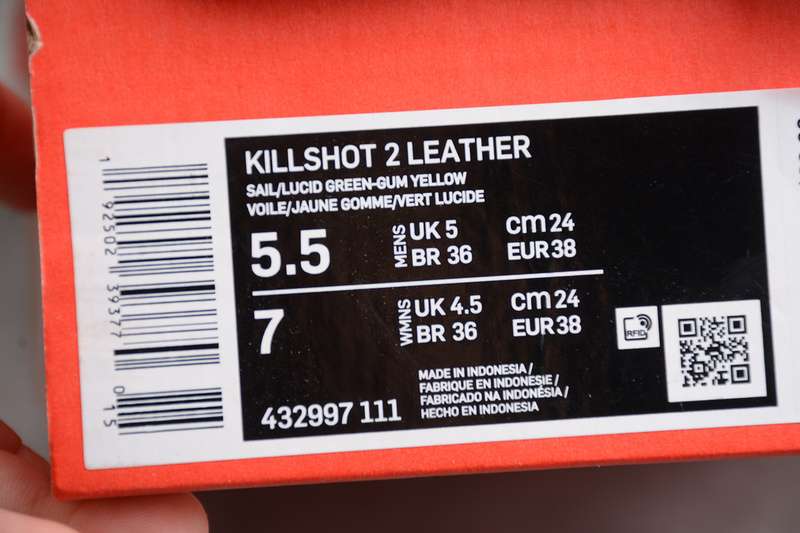 KILLSHOT 2 LEATHER
SAIL/LUCID GREEN-GUM YELLOW
VOILE/JAUNE GOMME/VERT LUCIDE
5.5 MENS UK 5 cm 24
BR 36 EUR 38
7 WMNS UK 4.5 cm 24
BR 36 EUR 38
RFID
MADE IN INDONESIA/
FABRIQUE EN INDONESIE/
FABRICADO NA INDONÉSIA/
HECHO EN INDONESIA
432997 111
1 92502 39377 0 15